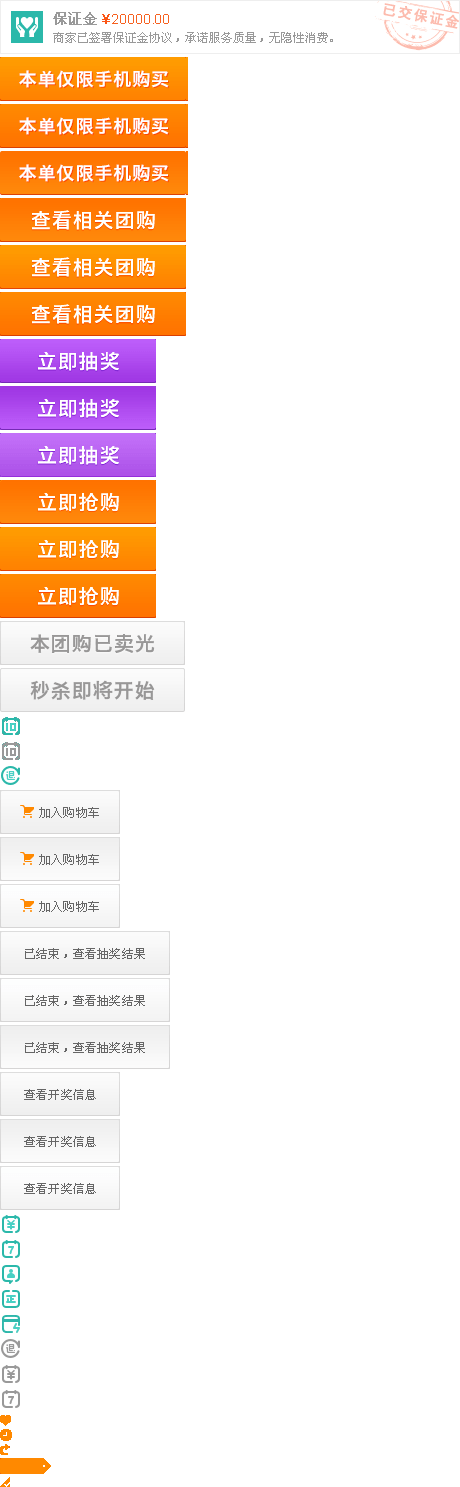 保证金 ¥20000.00
已交保证金
商家已签署保证金协议，承诺服务质量，无隐性消费。
本单仅限手机购买
本单仅限手机购买
本单仅限手机购买
查看相关团购
查看相关团购
查看相关团购
立即抽奖
立即抽奖
立即抽奖
立即抢购
立即抢购
立即抢购
本团购已卖光
秒杀即将开始
10
10
退
加入购物车
加入购物车
加入购物车
已结束，查看抽奖结果
已结束，查看抽奖结果
已结束，查看抽奖结果
查看开奖信息
查看开奖信息
查看开奖信息
¥
7
正
退
¥
7